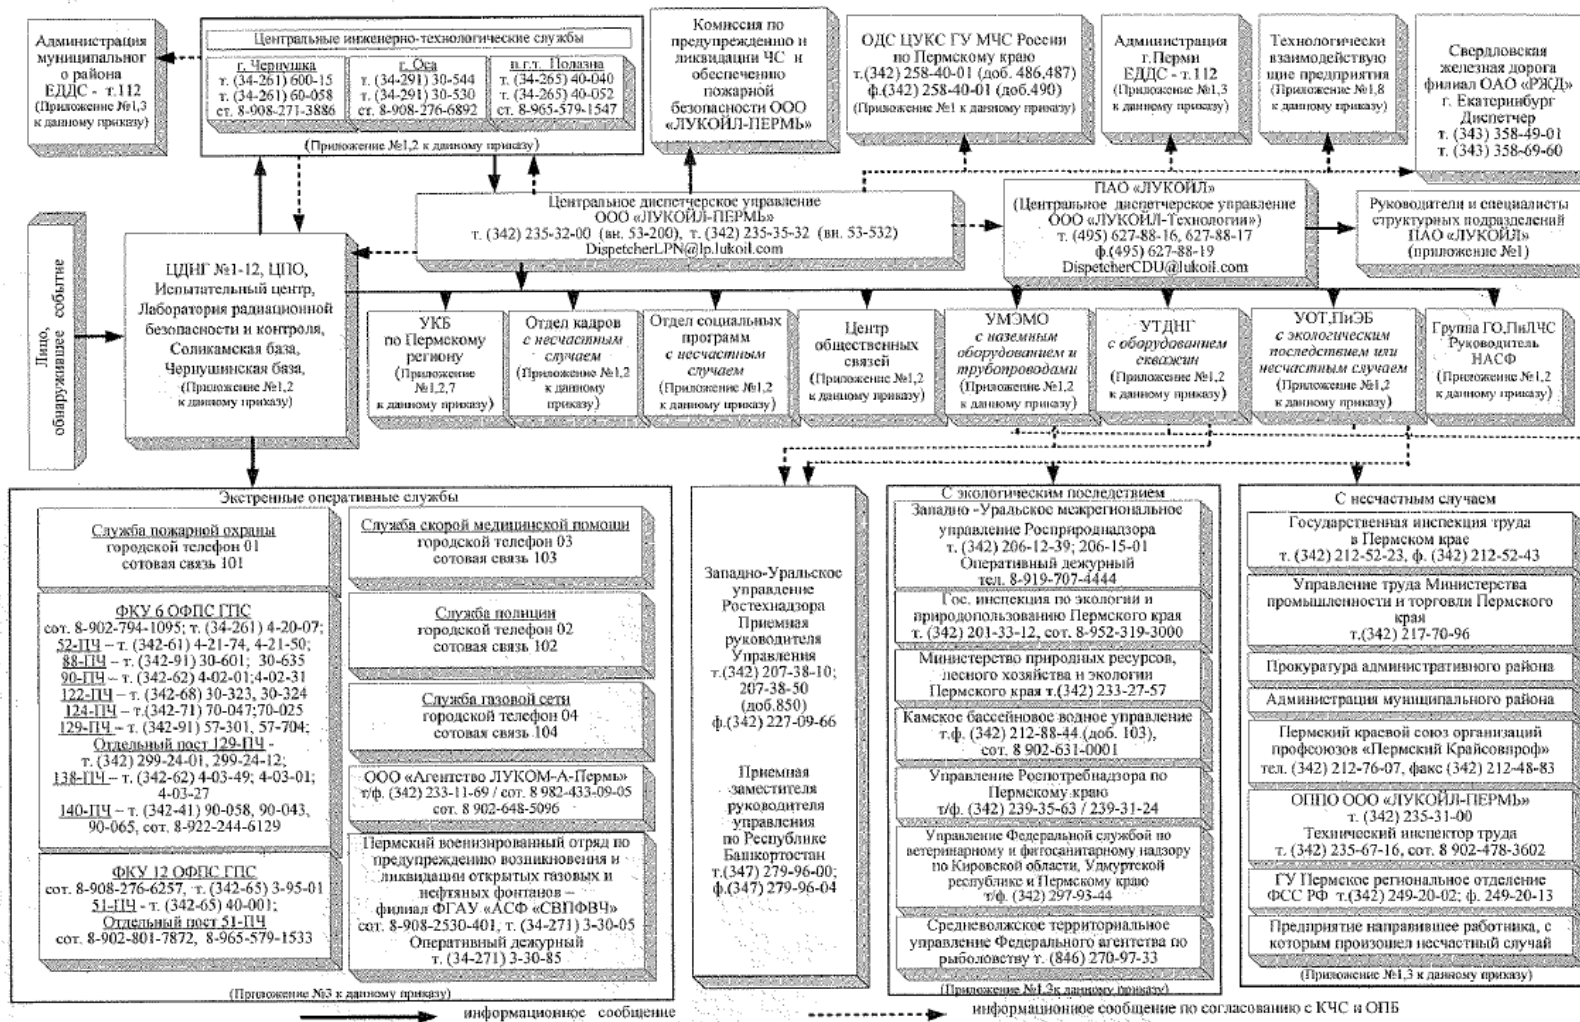 Администрация
муниципальног
о района
ЕДДС - т.112
(Приложение №1,3
к данному приказу)
Центральные инженерно-технологические службы
г. Чернушка
т. (34-261) 600-15
т. (34-261) 60-058
ст. 8-908-271-3886
г. Оса
т. (34-291) 30-544
т. (34-291) 30-530
ст. 8-908-276-6892
п г.т. Полазна
т. (34-265) 40-040
т. (34-265) 40-052
ст. 8-965-579-1547
(Приложение №1,2 к данному приказу)
Комиссия по
предупреждению и
ликвидации ЧС и
обеспечению
пожарной
безопасности ООО
«ЛУКОЙЛ-ПЕРМЬ»
ОДС ЦУКС ГУ МЧС России
по Пермскому краю
т.(342) 258-40-01 (доб. 486,487)
ф.(342) 258-40-01 (доб.490)
(Приложение №1 к данному приказу)
Администрация
г.Перми
ЕДДС - т.112
(Приложение №1,3
к данному приказу)
Технологически
взаимодействую
щие предприятия
(Приложение №1,8
к данному приказу)
Свердловская
железная дорога
филиал ОАО «РЖД»
г. Екатеринбург
Диспетчер
т. (343) 358-49-01
т. (343) 358-69-60
Лицо,
обнаружившее событие
ЦДНГ №1-12, ЦПО,
Испытательный центр,
Лаборатория радиационной
безопасности и контроля,
Соликамская база,
Чернушинская база,
(Приложение №1,2
к данному приказу)
Центральное диспетчерское управление
ООО «ЛУКОЙЛ-ПЕРМЬ»
т. (342) 235-32-00 (вн. 53-200), т. (342) 235-35-32 (вн. 53-532)
DispetcherLPN@lp.lukoil.com
ПАО «ЛУКОЙЛ»
(Центральное диспетчерское управление
ООО «ЛУКОЙЛ-Технологии»)
т. (495) 627-88-16, 627-88-17
ф.(495) 627-88-19
DispetcherCDU@lukoil.com
Руководители и специалисты
структурных подразделений
ПАО «ЛУКОЙЛ»
(приложение №1)
УКБ
по Пермскому
региону
(Приложение
№1,2,7
к данному приказу)
Отдел кадров
с несчастным
случаем
(Приложение №1,2
к данному
приказу)
Отдел социальных
программ
с несчастным
случаем
(Приложение №1,2
к данному приказу)
Центр
общественных
связей
(Приложение №1,2
к данному
приказу)
УМЭМО
с наземным
оборудованием и
трубопроводами
(Приложение №1,2
к данному
приказу)
УТДНГ
с оборудованием
скважин
(Приложение №1,2
к данному
приказу)
УОТ,ПиЭБ
с экологическим
последствием или
несчастным случаем
(Приложение №1,2
к данному
приказу)
Группа ГО,ПиЛЧС
Руководитель
НАСФ
(Приложение №1,2
к данному
приказу)
Экстренные оперативные службы
Служба пожарной охраны
городской телефон 01
сотовая связь 101
ФКУ 6 ОФПС ГПС
сот. 8-902-794-1095; т. (34-261) 4-20-07;
52-ПЧ – т. (342-61) 4-21-74, 4-21-50;
88-ПЧ – т. (342-91) 30-601; 30-635
90-ПЧ – т. (342-62) 4-02-01;4-02-31
122-ПЧ – т. (342-68) 30-323, 30-324
124-ПЧ – т.(342-71) 70-047;70-025
129-ПЧ – т. (342-91) 57-301, 57-704;
Отдельный пост 129-ПЧ -
т. (342) 299-24-01, 299-24-12;
138-ПЧ – т. (342-62) 4-03-49; 4-03-01;
4-03-27
140-ПЧ – т. (342-41) 90-058, 90-043,
90-065, сот. 8-922-244-6129
ФКУ 12 ОФПС ГПС
сот. 8-908-276-6257, т. (342-65) 3-95-01
51-ПЧ - т. (342-65) 40-001;
Отдельный пост 51-ПЧ
сот. 8-902-801-7872, 8-965-579-1533
Служба скорой медицинской помощи
городской телефон 03
сотовая связь 103
Служба полиции
городской телефон 02
сотовая связь 102
Служба газовой сети
городской телефон 04
сотовая связь 104
ООО «Агентство ЛУКОМ-А-Пермь»
т/ф. (342) 233-11-69 / сот. 8 982-433-09-05
сот. 8 902-648-5096
Пермский военизированный отряд по
предупреждению возникновения и
ликвидации открытых газовых и
нефтяных фонтанов –
филиал ФГАУ «АСФ «СВПФВЧ»
сот. 8-908-2530-401, т. (34-271) 3-30-05
Оперативный дежурный
т. (34-271) 3-30-85
(Приложение №3 к данному приказу)
Западно-Уральское
управление
Ростехнадзора
Приемная
руководителя
Управления
т.(342) 207-38-10;
207-38-50
(доб.850)
ф.(342) 227-09-66
Приемная
заместителя
руководителя
управления
по Республике
Башкортостан
т.(347) 279-96-00;
ф.(347) 279-96-04
С экологическим последствием
Западно -Уральское межрегиональное
управление Росприроднадзора
т. (342) 206-12-39; 206-15-01
Оперативный дежурный
тел. 8-919-707-4444
Гос. инспекция по экологии и
природопользованию Пермского края
т. (342) 201-33-12, сот. 8-952-319-3000
Министерство природных ресурсов,
лесного хозяйства и экологии
Пермского края т.(342) 233-27-57
Камское бассейновое водное управление
т.ф. (342) 212-88-44 (доб. 103),
сот. 8 902-631-0001
Управление Роспотребнадзора по
Пермскому краю
т/ф. (342) 239-35-63 / 239-31-24
Управление Федеральной службой по
ветеринарному и фитосанитарному надзору
по Кировской области, Удмуртской
республике и Пермскому краю
т/ф. (342) 297-93-44
Средневолжское территориальное
управление Федерального агентства по
рыболовству т. (846) 270-97-33
(Приложение №1,3к данному приказу)
С несчастным случаем
Государственная инспекция труда
в Пермском крае
т. (342) 212-52-23, ф. (342) 212-52-43
Управление труда Министерства
промышленности и торговли Пермского
края
т.(342) 217-70-96
Прокуратура административного района
Администрация муниципального района
Пермский краевой союз организаций
профсоюзов «Пермский Крайсовпроф»
тел. (342) 212-76-07, факс (342) 212-48-83
ОППО ООО «ЛУКОЙЛ-ПЕРМЬ»
т. (342) 235-31-00
Технический инспектор труда
т. (342) 235-67-16, сот. 8 902-478-3602
ГУ Пермское региональное отделение
ФСС РФ т.(342) 249-20-02; ф. 249-20-13
Предприятие направившее работника, с
которым произошел несчастный случай
(Приложение №1,3 к данному приказу)
информационное сообщение
информационное сообщение по согласованию с КЧС и ОПБ